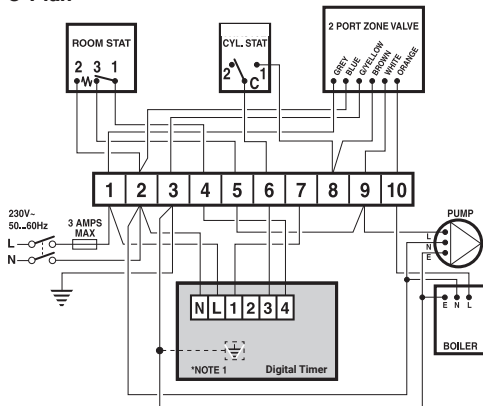 ROOM STAT
2 3 1
CYL. STAT
2 1
C
2 PORT ZONE VALVE
GREY
BLUE
G/YELLOW
BROWN
WHITE
ORANGE
1 2 3 4 5 6 7 8 9 10
230V~
50...60Hz
L
N
3 AMPS
MAX
PUMP
L
N
E
N L 1 2 3 4
*NOTE 1
Digital Timer
E N L
BOILER